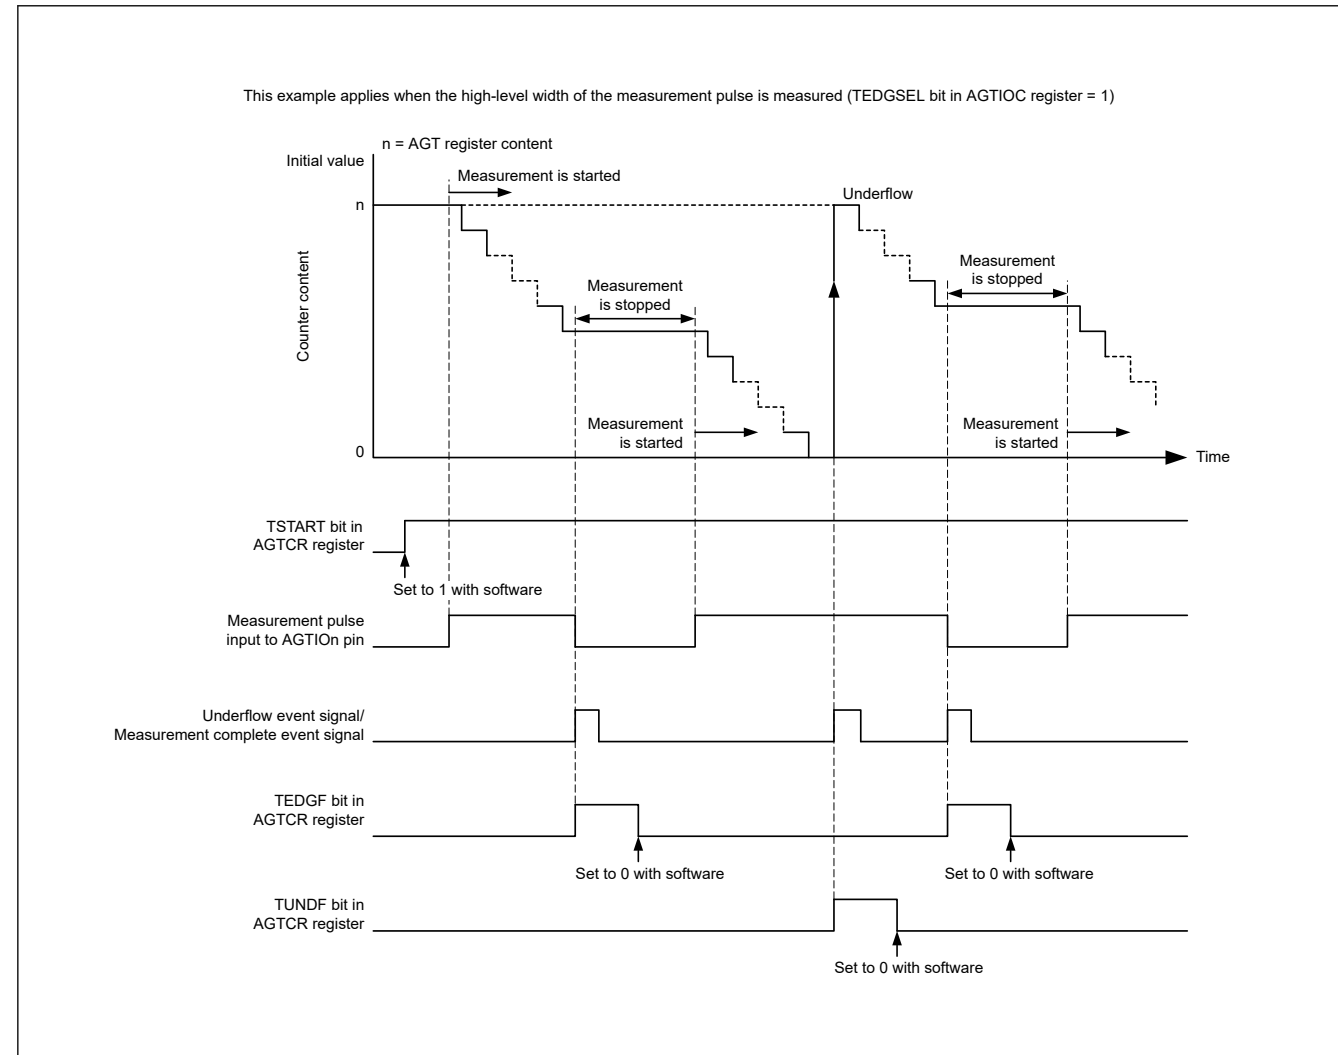 This example applies when the high-level width of the measurement pulse is measured (TEDGSEL bit in AGTIOC register = 1)
n = AGT register content
Initial value
Measurement is started
Underflow
n
Counter content
Measurement
is stopped
Measurement
is stopped
Measurement
is started
Measurement
is started
0
Time
TSTART bit in
AGTCR register
Set to 1 with software
Measurement pulse
input to AGTIOn pin
Underflow event signal/
Measurement complete event signal
TEDGF bit in
AGTCR register
Set to 0 with software
Set to 0 with software
TUNDF bit in
AGTCR register
Set to 0 with software